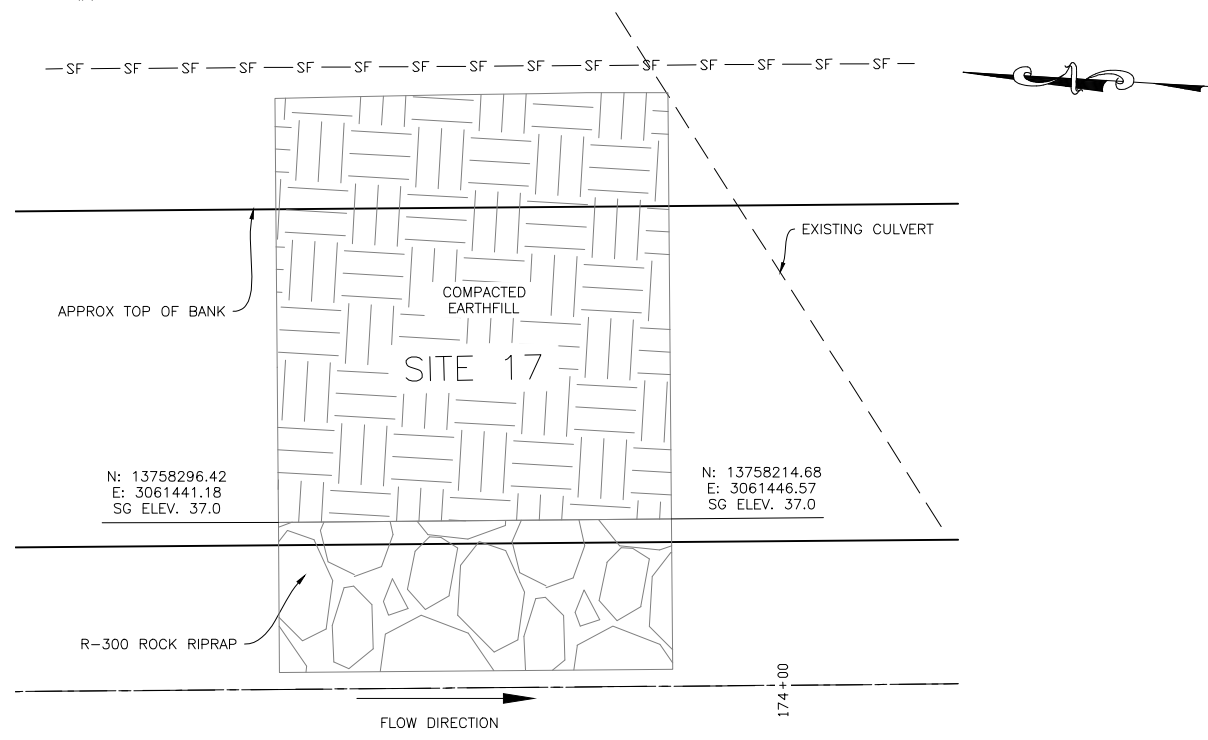 SF SF SF SF SF SF SF SF SF SF SF SF SF SF SF
EXISTING CULVERT
APPROX TOP OF BANK
COMPACTED
EARTHFILL
SITE 17
N: 13758296.42
E: 3061441.18
SG ELEV. 37.0
N: 13758214.68
E: 3061446.57
SG ELEV. 37.0
R-300 ROCK RIPRAP
174+00
FLOW DIRECTION